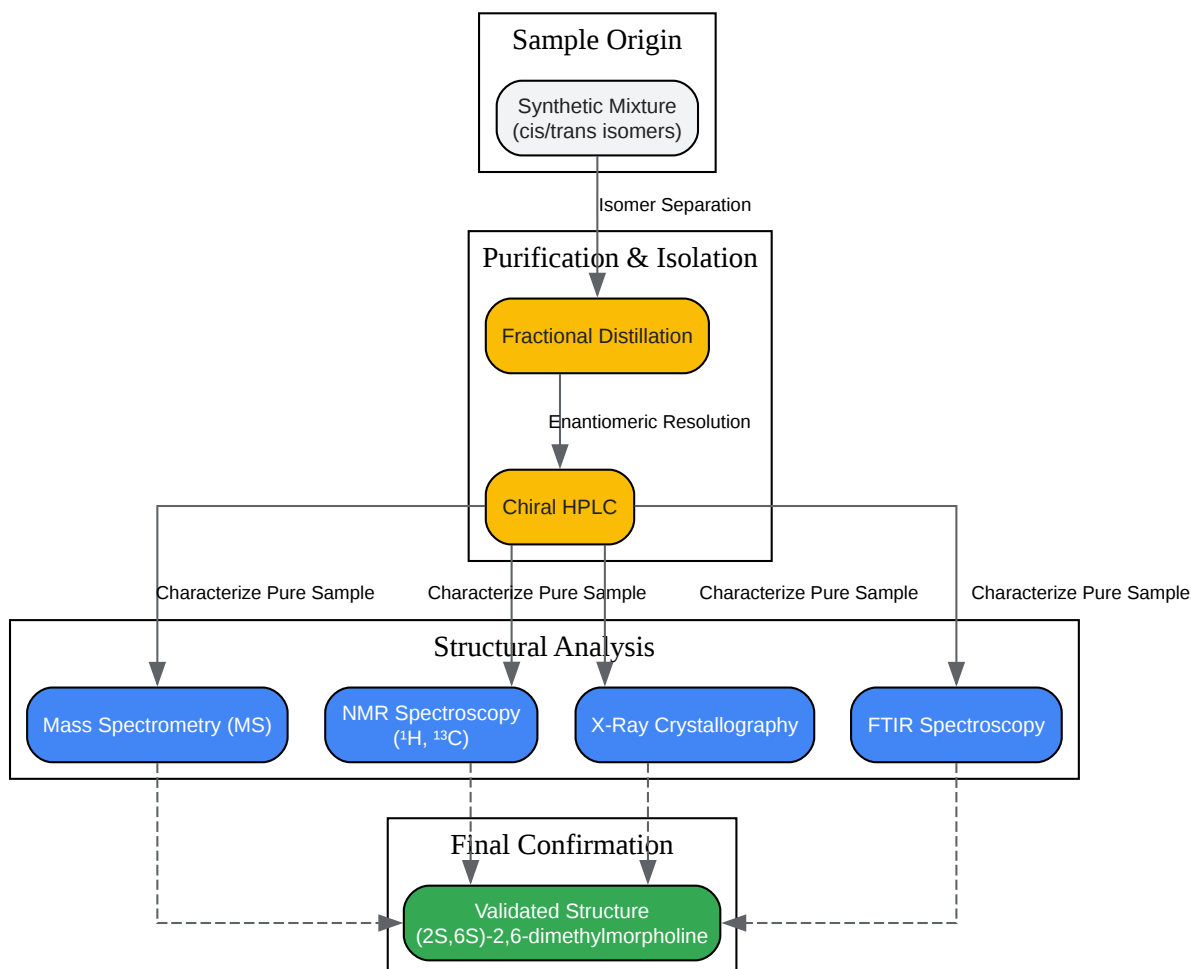 Sample Origin
Synthetic Mixture
(cis/trans isomers)
Isomer Separation
Purification & Isolation
Fractional Distillation
Enantiomeric Resolution
Chiral HPLC
Characterize Pure Sample
Characterize Pure Sample
Characterize Pure Sample
Characterize Pure Sample
Structural Analysis
Mass Spectrometry (MS)
NMR Spectroscopy
(¹H, ¹³C)
X-Ray Crystallography
FTIR Spectroscopy
Final Confirmation
Validated Structure
(2S,6S)-2,6-dimethylmorpholine